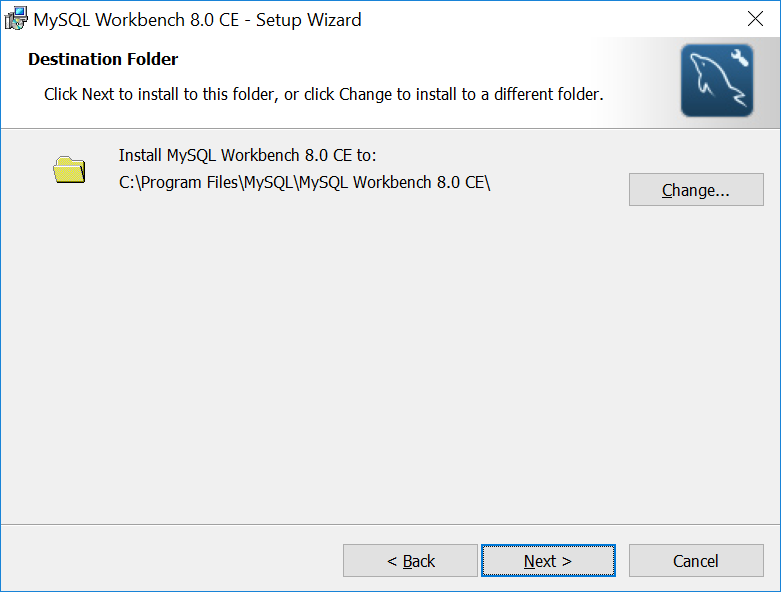 MySQL Workbench 8.0 CE - Setup Wizard
Destination Folder
Click Next to install to this folder, or click Change to install to a different folder.
Install MySQL Workbench 8.0 CE to:
C:\Program Files\MySQL\MySQL Workbench 8.0 CE\
Change...
< Back
Next >
Cancel